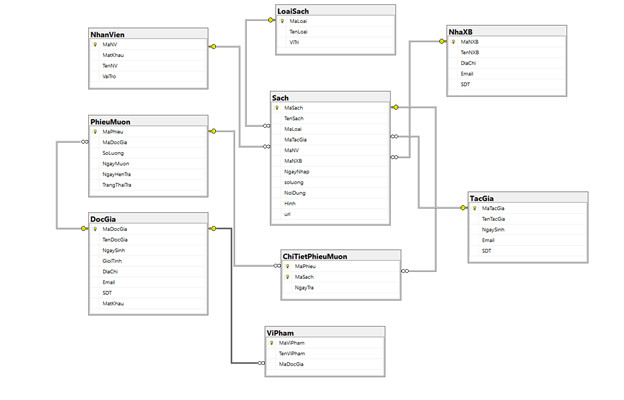 NhanVien
MaNV
MatKhau
TenNV
VaiTro
LoaiSach
MaLoai
TenLoai
ViTri
NhaXB
MaNXB
TenNXB
DiaChi
Email
SDT
PhieuMuon
MaPhieu
MaDocGia
SoLuong
NgayMuon
NgayHenTra
TrangThaiTra
Sach
MaSach
TenSach
MaLoai
MaTacGia
MaNV
MaNXB
NgayNhap
soluong
NoiDung
Hinh
url
TacGia
MaTacGia
TenTacGia
NgaySinh
Email
SDT
DocGia
MaDocGia
TenDocGia
NgaySinh
GioiTinh
DiaChi
Email
SDT
MatKhau
ChiTietPhieuMuon
MaPhieu
MaSach
NgayTra
ViPham
MaViPham
TenViPham
MaDocGia